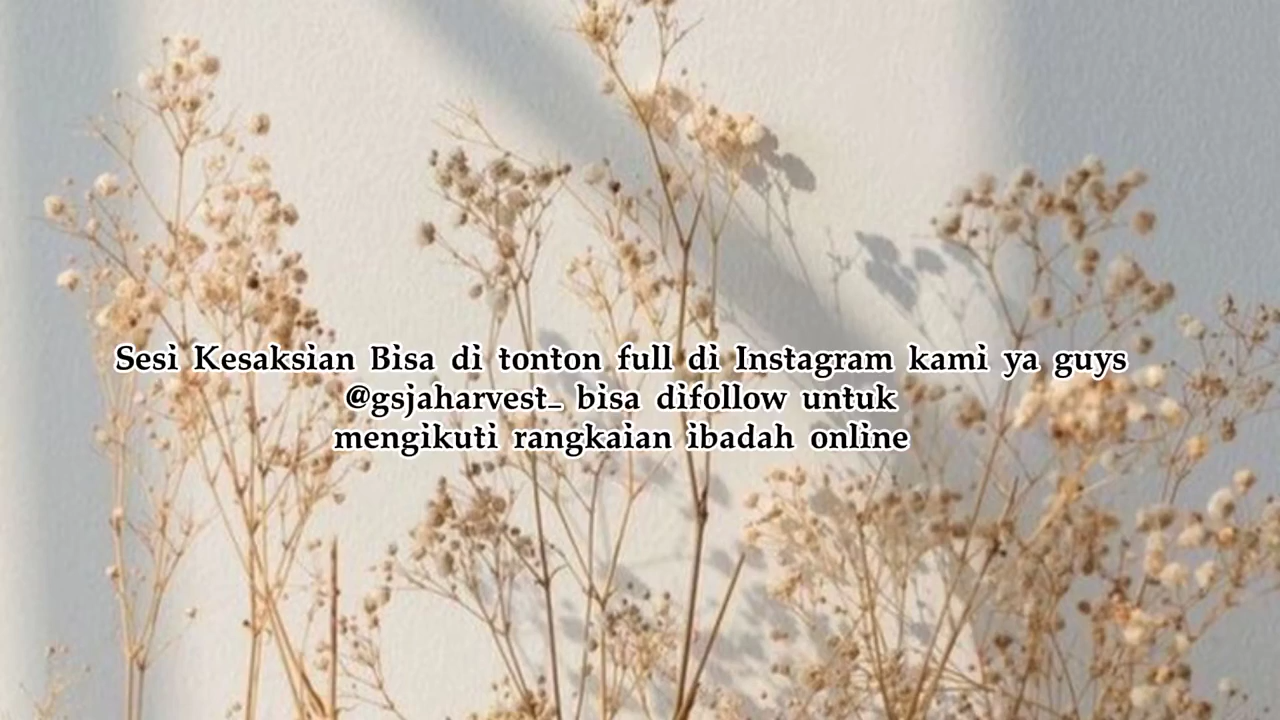 Sesi Kesaksian Bisa di tonton full di Instagram kami ya guys
@gsjaharvest_ bisa difollow untuk
mengikuti rangkaian ibadah online